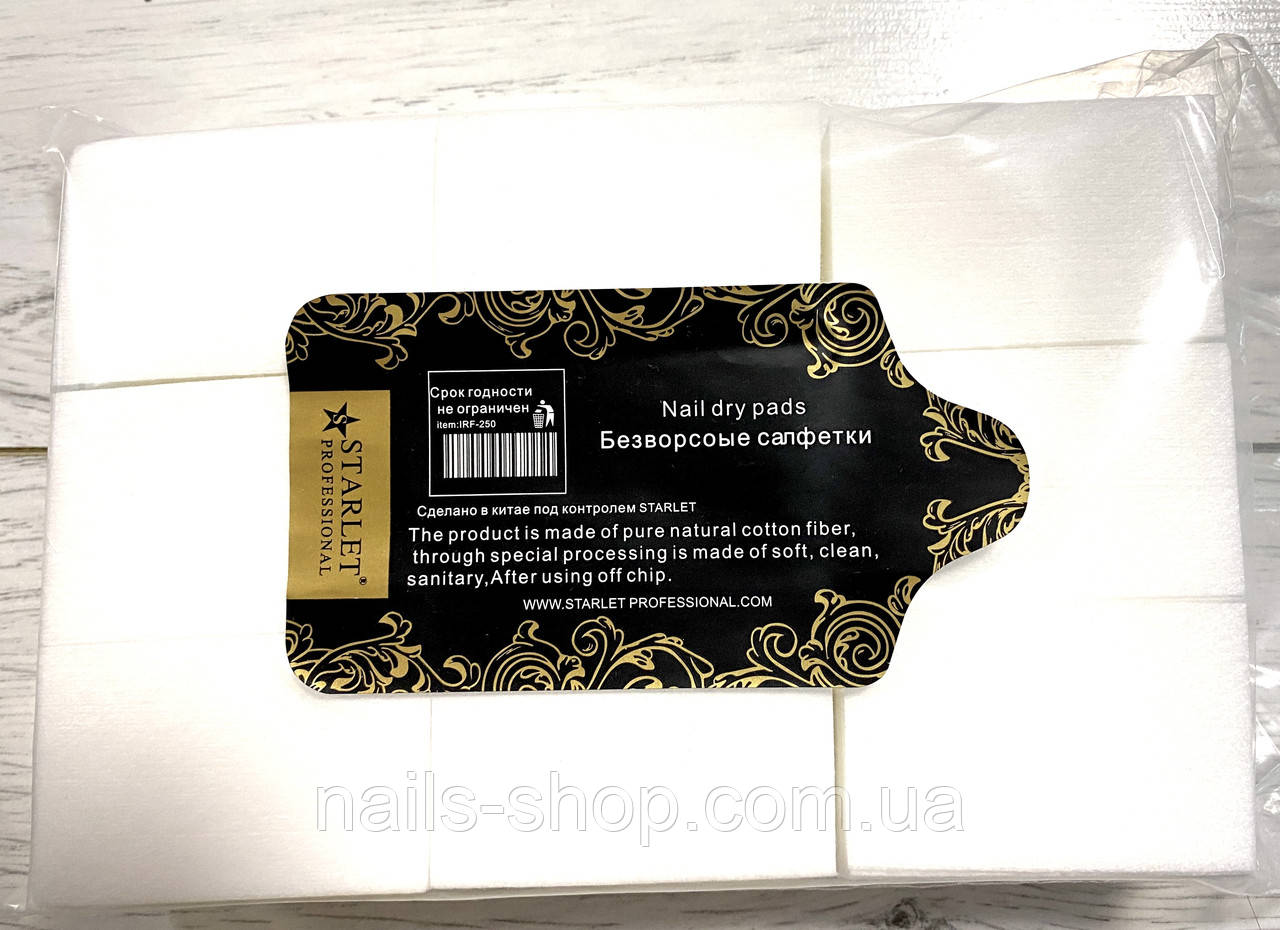 STARLET®
PROFESSIONAL
S
Срок годности
не ограничен
item:IRF-250
Nail dry pads
Безворсоые салфетки
Сделано в китае под контролем STARLET
The product is made of pure natural cotton fiber,
through special processing is made of soft, clean,
sanitary,After using off chip.
WWW.STARLET PROFESSIONAL.COM
nails-shop.com.ua